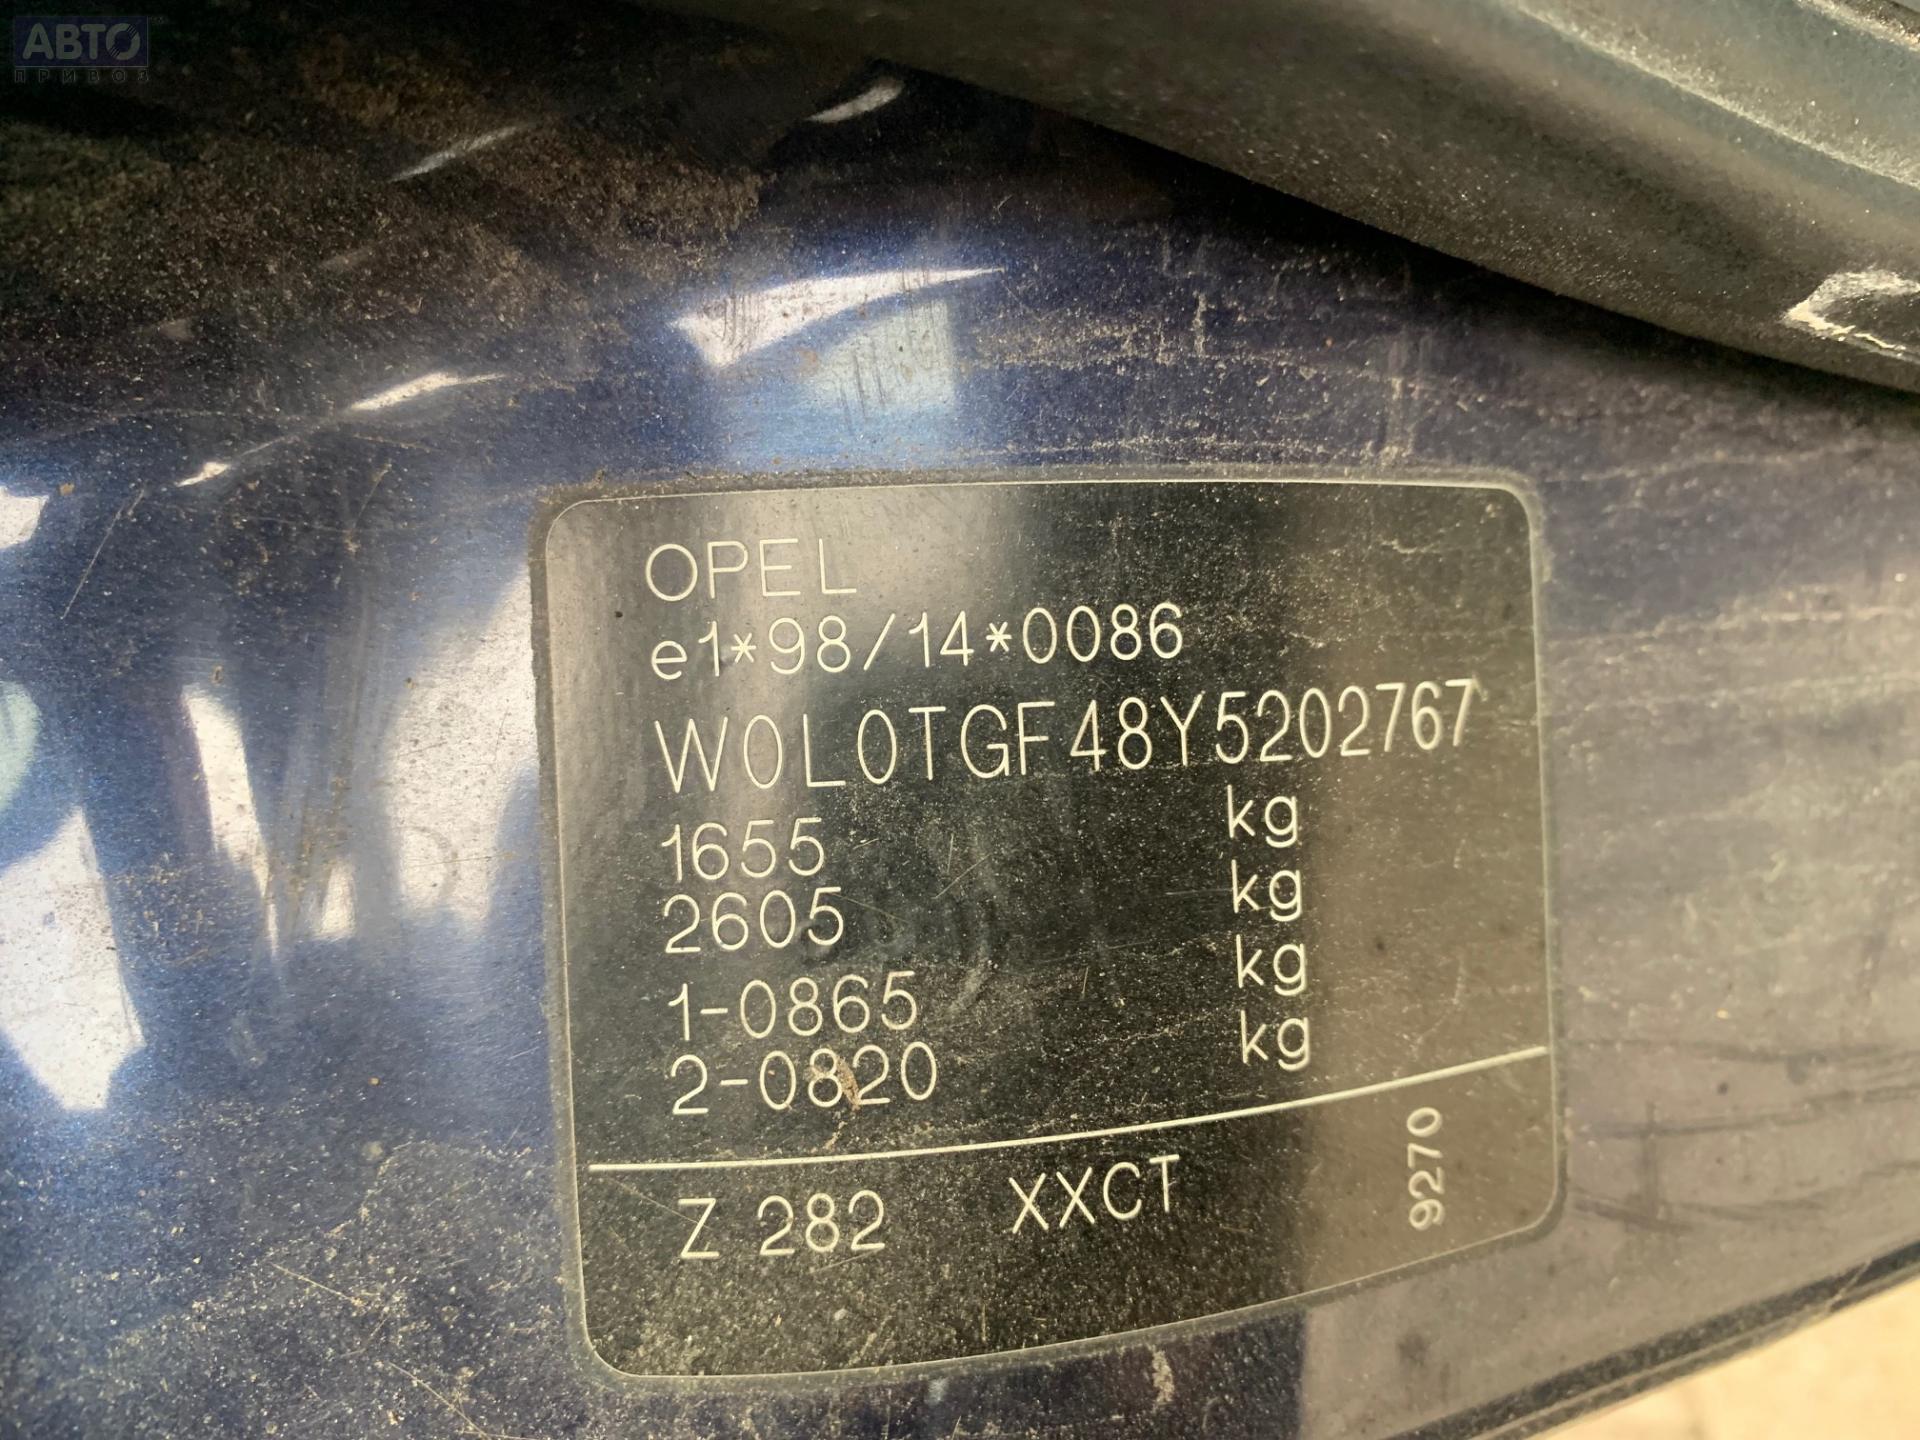 АВТО
ПРИВОЗ
OPEL
e1*98/14*0086
W0L0TGF48Y5202767
1655 kg
2605 kg
1-0865 kg
2-0820 kg
Z 282 XXCT
9270